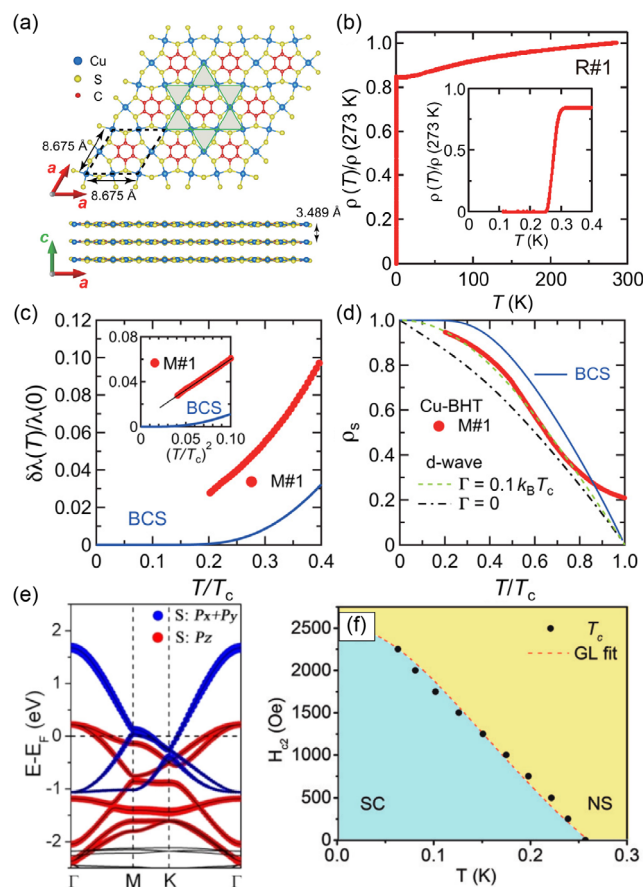 (a)
Cu
S
C
8.675 Å
8.675 Å
a
a
3.489 Å
c
a
(b)
R#1
ρ (T)/ρ (273 K)
1.0
0.8
0.6
0.4
0.2
0
0 100 200 300
T (K)
ρ (T)/ρ (273 K)
1.0
0.5
0
0 0.1 0.2 0.3 0.4
T (K)
(c)
δλ(T)/λ(0)
0.12
0.10
0.08
0.06
0.04
0.02
0
0 0.1 0.2 0.3 0.4
T/Tc
M#1
BCS
0.08
0.04
0
M#1
BCS
0 0.05 0.10
(T/Tc)2
(d)
ρs
1.0
0.8
0.6
0.4
0.2
0
0 0.2 0.4 0.6 0.8 1.0
T/Tc
BCS
Cu-BHT
M#1
d-wave
Γ = 0.1 kBTc
Γ = 0
(e)
S: Px+Py
S: Pz
E-EF (eV)
2
1
0
-1
-2
Γ M K Γ
(f)
Tc
GL fit
Hc2 (Oe)
2500
2000
1500
1000
500
0
SC
NS
0.0 0.1 0.2 0.3
T (K)